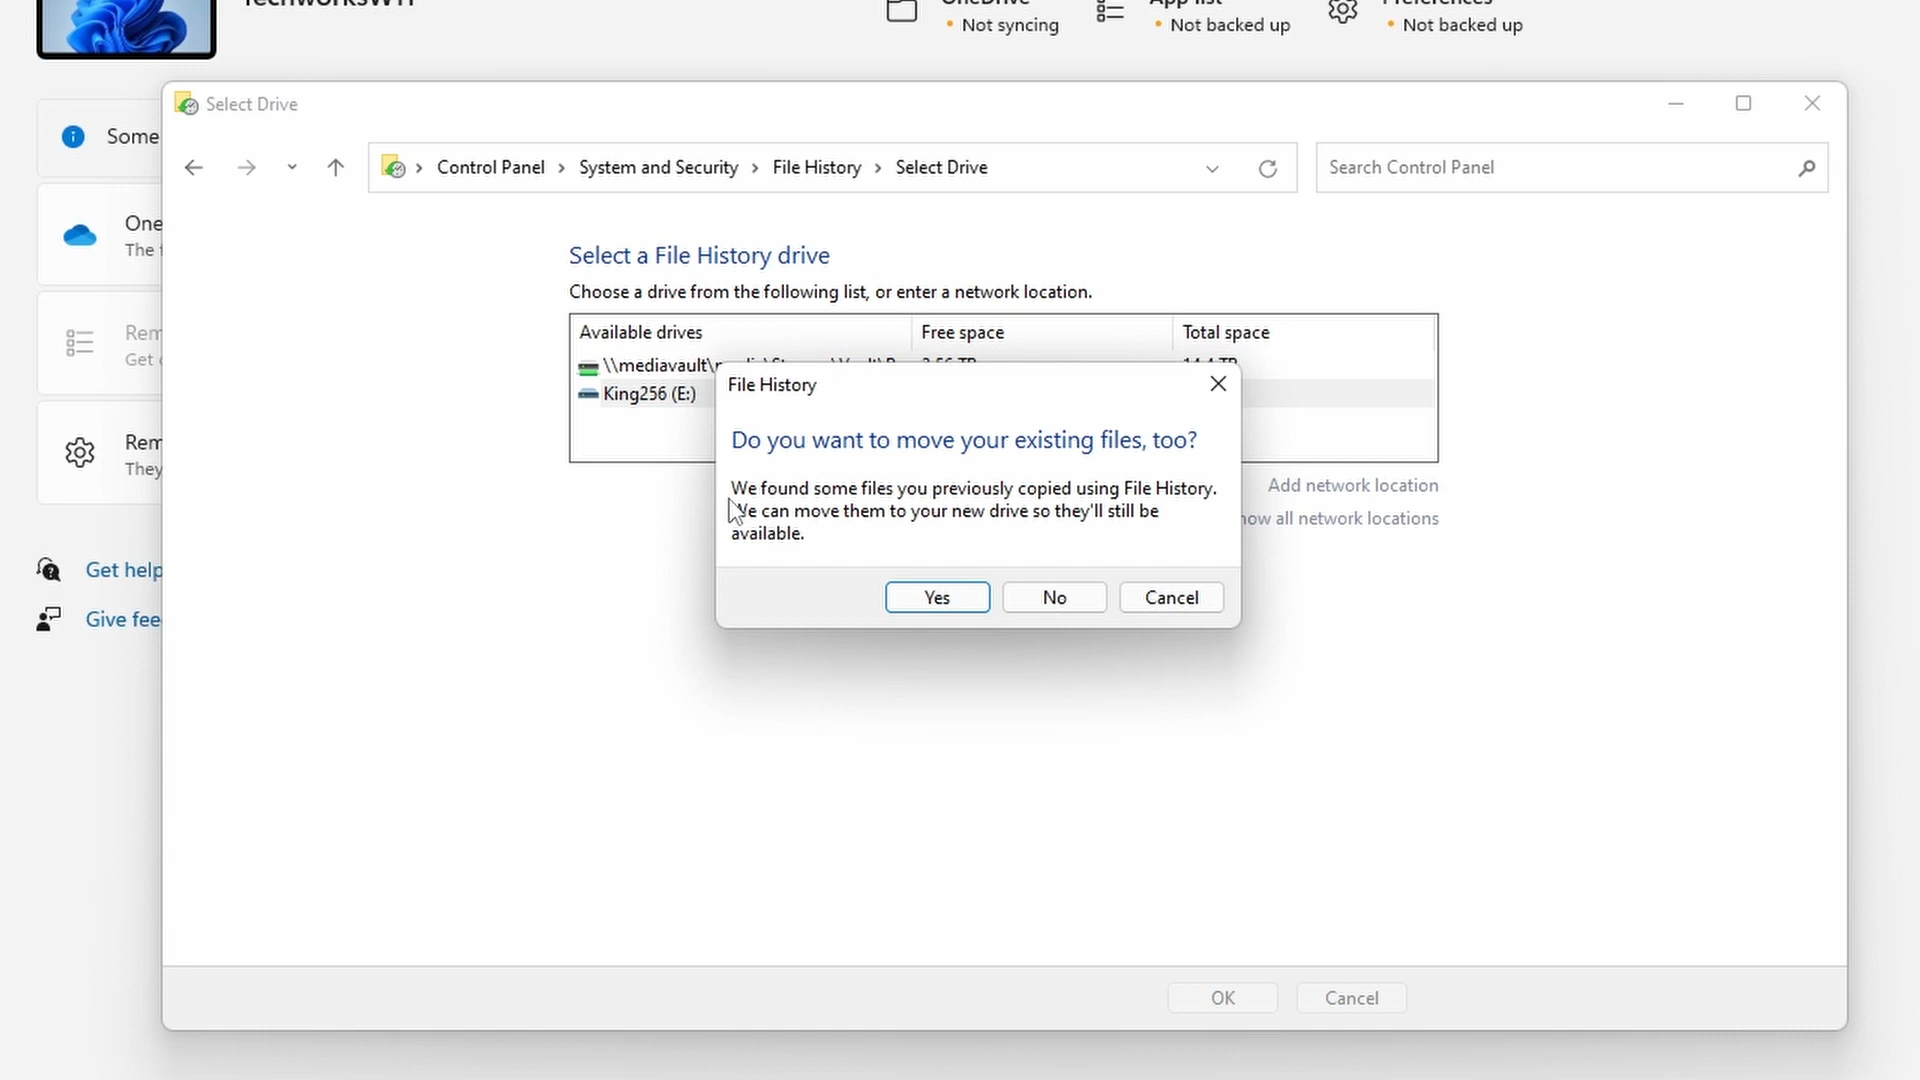 OneDrive
App list
Preferences
Not syncing
Not backed up
Not backed up
Select Drive
Some
Control Panel
System and Security
File History
Select Drive
Search Control Panel
One
The
Select a File History drive
Choose a drive from the following list, or enter a network location.
Available drives
Free space
Total space
\\mediavault\
King256 (E:)
Rem
Get
Rem
They
File History
Do you want to move your existing files, too?
We found some files you previously copied using File History.
We can move them to your new drive so they'll still be
available.
Yes
No
Cancel
Add network location
all network locations
Get help
Give fee
OK
Cancel